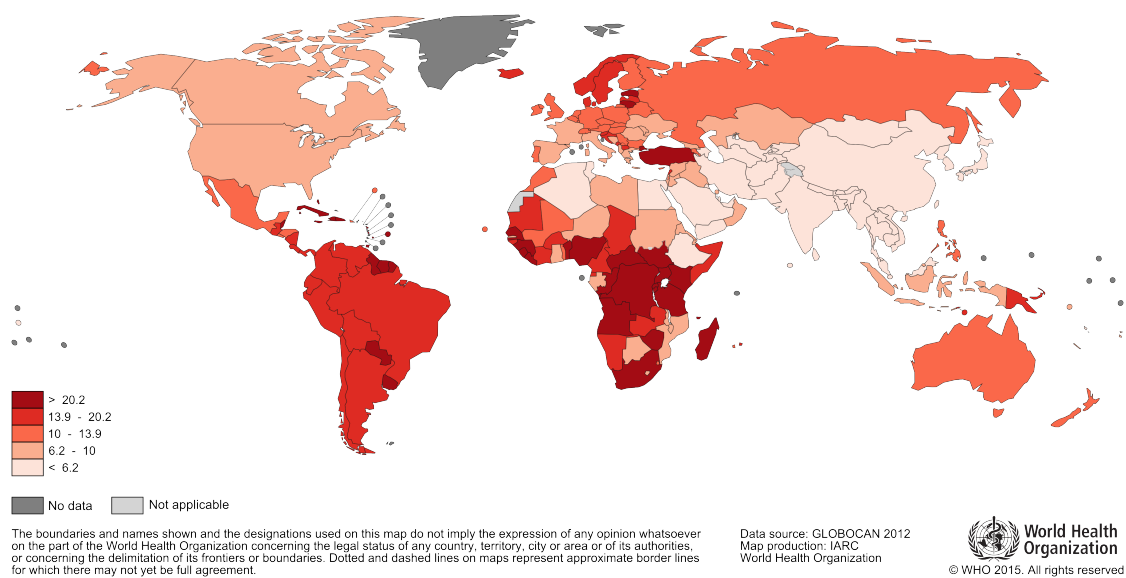 > 20.2
13.9 - 20.2
10 - 13.9
6.2 - 10
< 6.2
No data
Not applicable
The boundaries and names shown and the designations used on this map do not imply the expression of any opinion whatsoever
on the part of the World Health Organization concerning the legal status of any country, territory, city or area or of its authorities,
or concerning the delimitation of its frontiers or boundaries. Dotted and dashed lines on maps represent approximate border lines
for which there may not yet be full agreement.
Data source: GLOBOCAN 2012
Map production: IARC
World Health Organization
World Health
Organization
© WHO 2015. All rights reserved